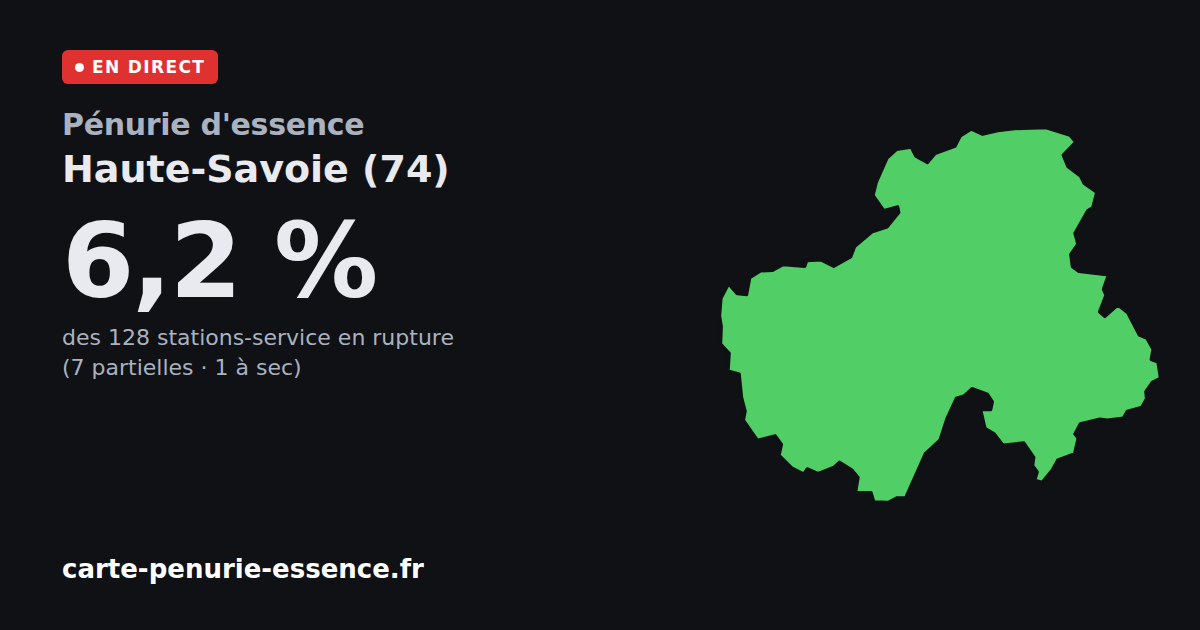 EN DIRECT
Pénurie d'essence
Haute-Savoie (74)
6,2 %
des 128 stations-service en rupture
(7 partielles · 1 à sec)
carte-penurie-essence.fr